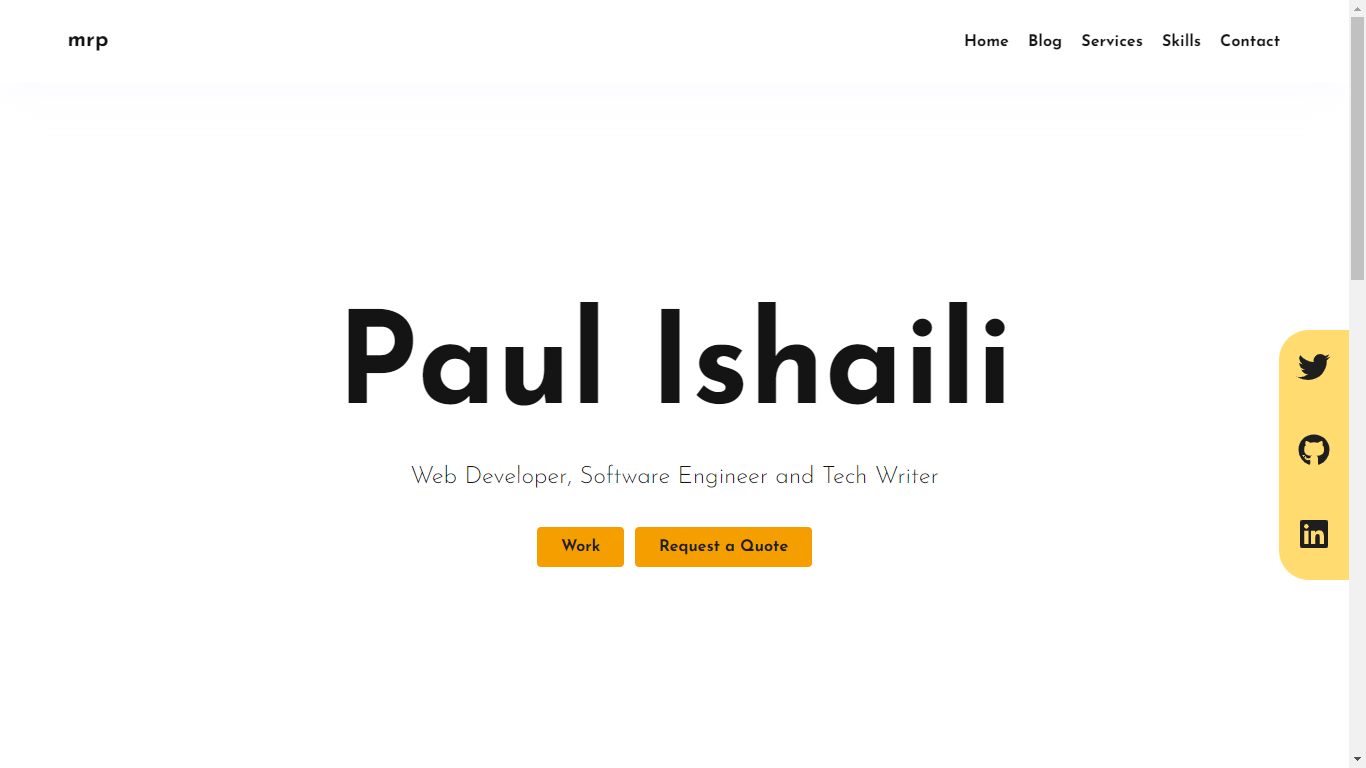 mrp
Home Blog Services Skills Contact
Paul Ishaili
Web Developer, Software Engineer and Tech Writer
Work Request a Quote